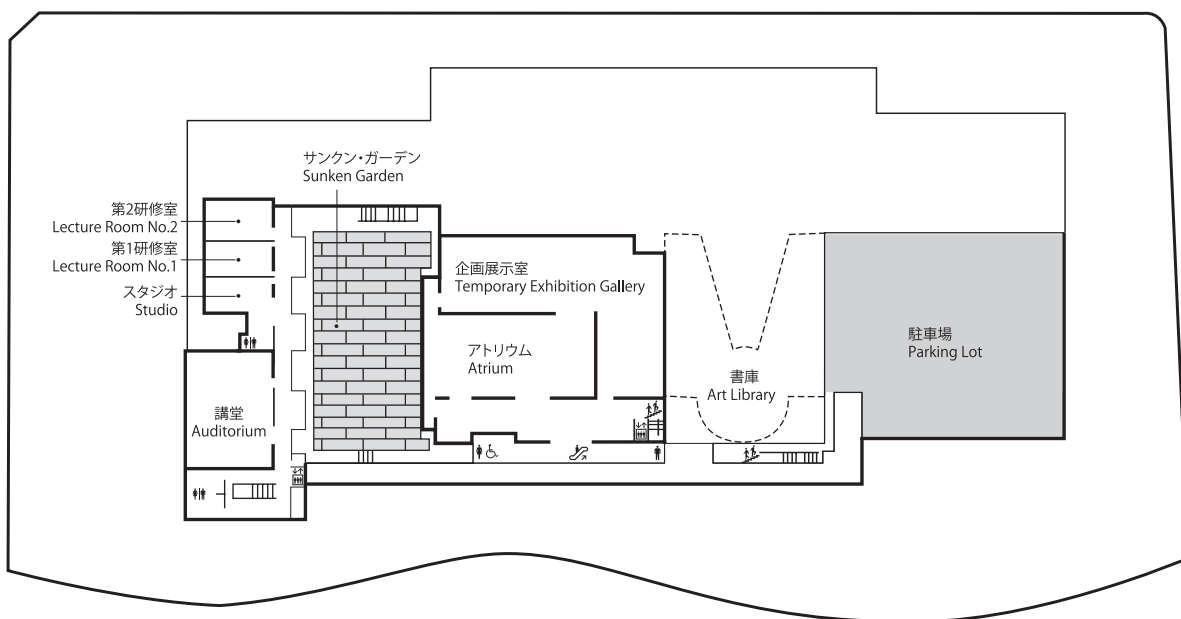 サンクン・ガーデン
Sunken Garden
第2研修室
Lecture Room No.2
第1研修室
Lecture Room No.1
スタジオ
Studio
企画展示室
Temporary Exhibition Gallery
アトリウム
Atrium
駐車場
Parking Lot
書庫
Art Library
講堂
Auditorium